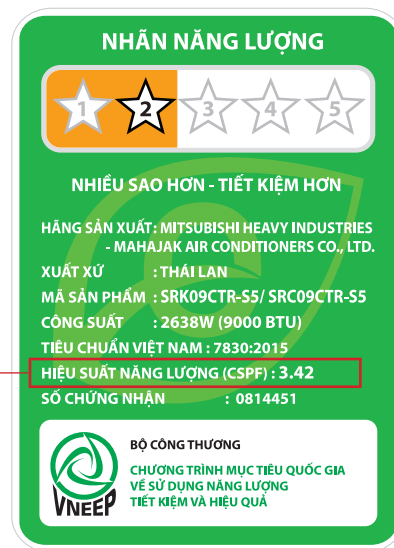 NHÃN NĂNG LƯỢNG
1 2 3 4 5
NHIỀU SAO HƠN - TIẾT KIỆM HƠN
HÃNG SẢN XUẤT: MITSUBISHI HEAVY INDUSTRIES
- MAHAJAK AIR CONDITIONERS CO., LTD.
XUẤT XỨ : THÁI LAN
MÃ SẢN PHẨM : SRK09CTR-S5/ SRC09CTR-S5
CÔNG SUẤT : 2638W (9000 BTU)
TIÊU CHUẨN VIỆT NAM : 7830:2015
HIỆU SUẤT NĂNG LƯỢNG (CSPF) : 3.42
SỐ CHỨNG NHẬN : 0814451
BỘ CÔNG THƯƠNG
CHƯƠNG TRÌNH MỤC TIÊU QUỐC GIA
VỀ SỬ DỤNG NĂNG LƯỢNG
TIẾT KIỆM VÀ HIỆU QUẢ
VNEEP